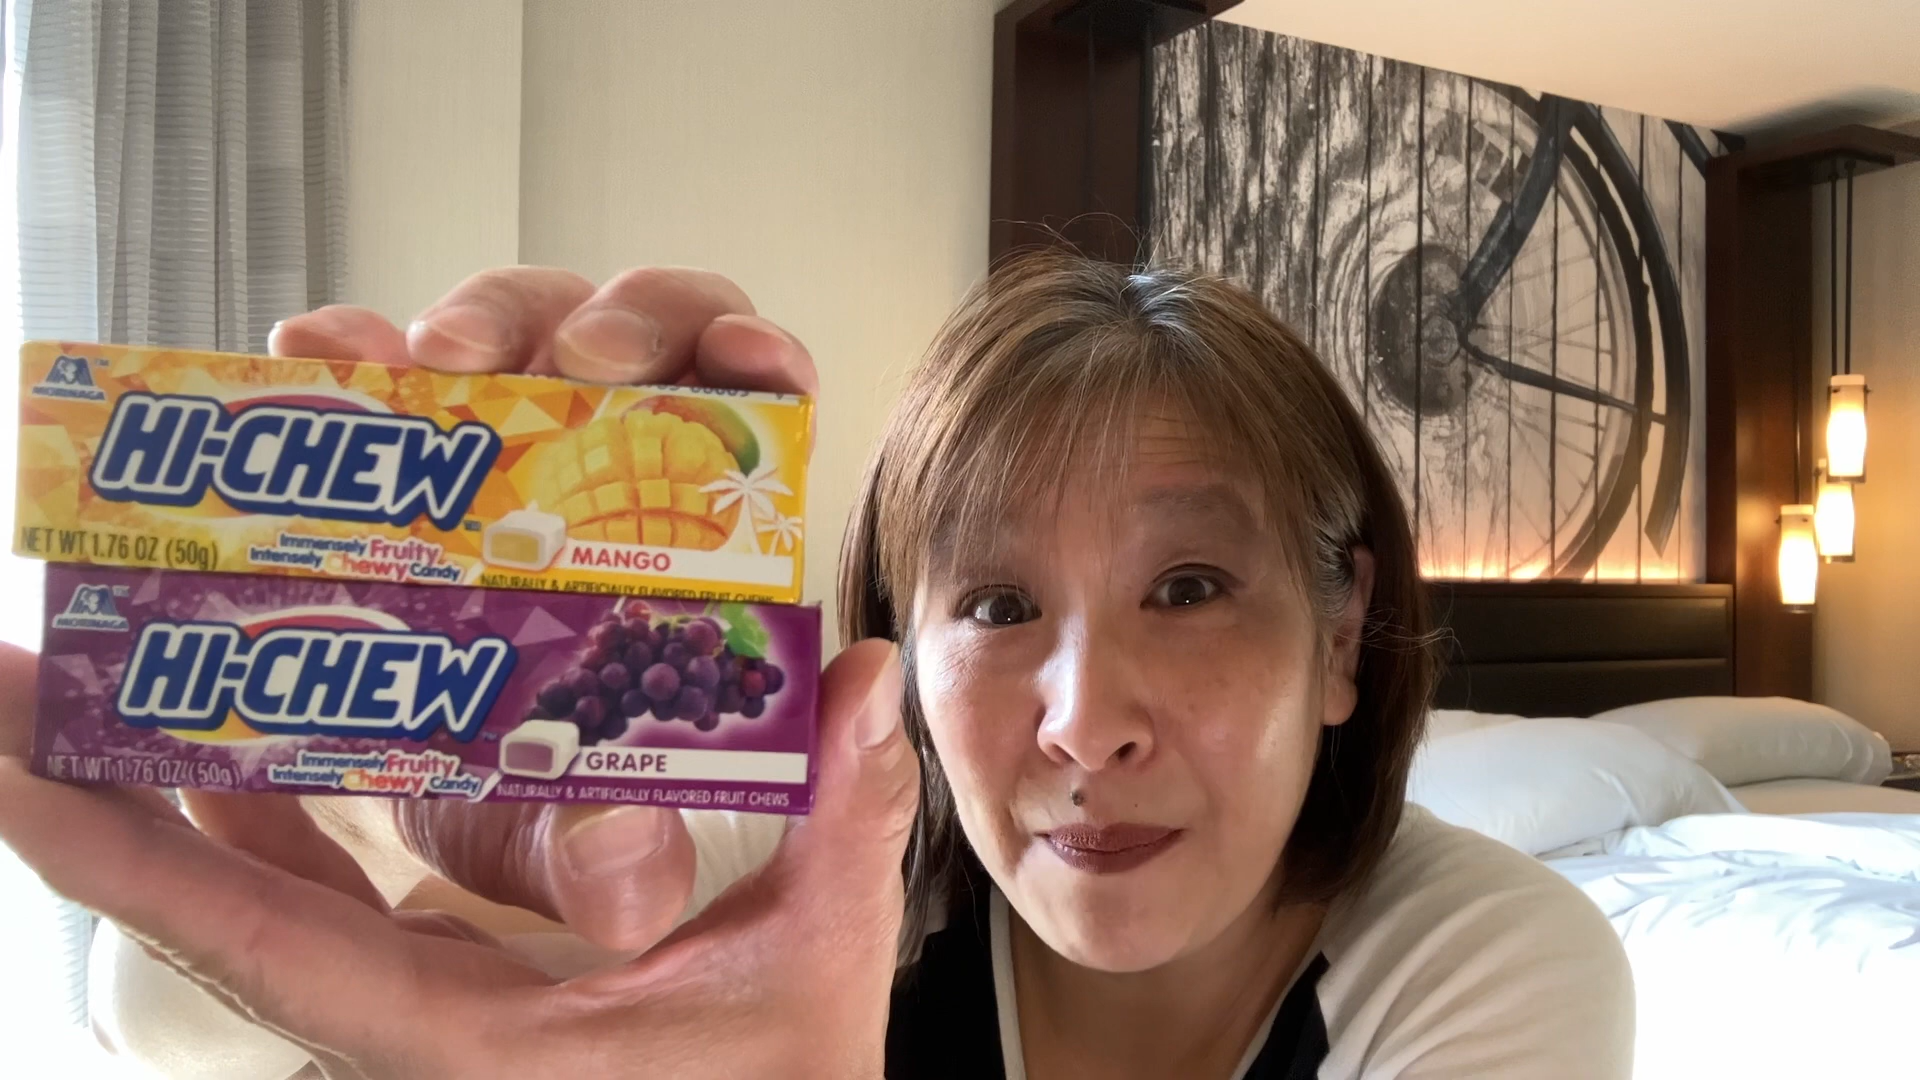 MORINAGA
HI-CHEW™
NET WT 1.76 OZ (50g)
Immensely Fruity
Intensely Chewy Candy
MANGO
NATURALLY & ARTIFICIALLY FLAVORED FRUIT CHEWS
MORINAGA
HI-CHEW™
NET WT 1.76 OZ (50g)
Immensely Fruity
Intensely Chewy Candy
GRAPE
NATURALLY & ARTIFICIALLY FLAVORED FRUIT CHEWS